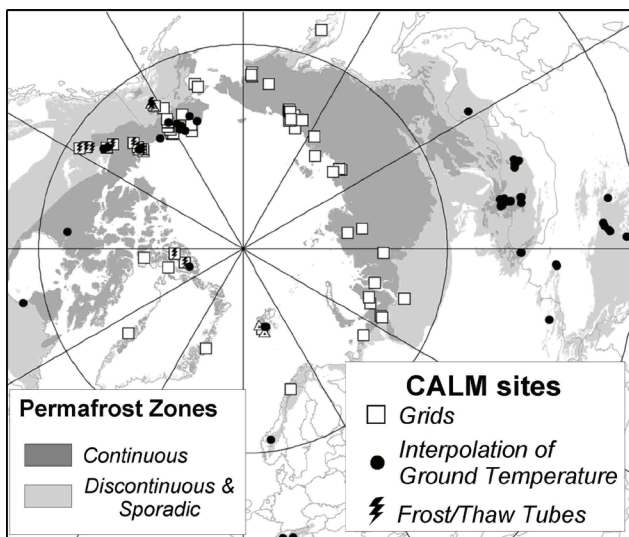 Permafrost Zones
Continuous
Discontinuous &
Sporadic
CALM sites
Grids
Interpolation of
Ground Temperature
Frost/Thaw Tubes